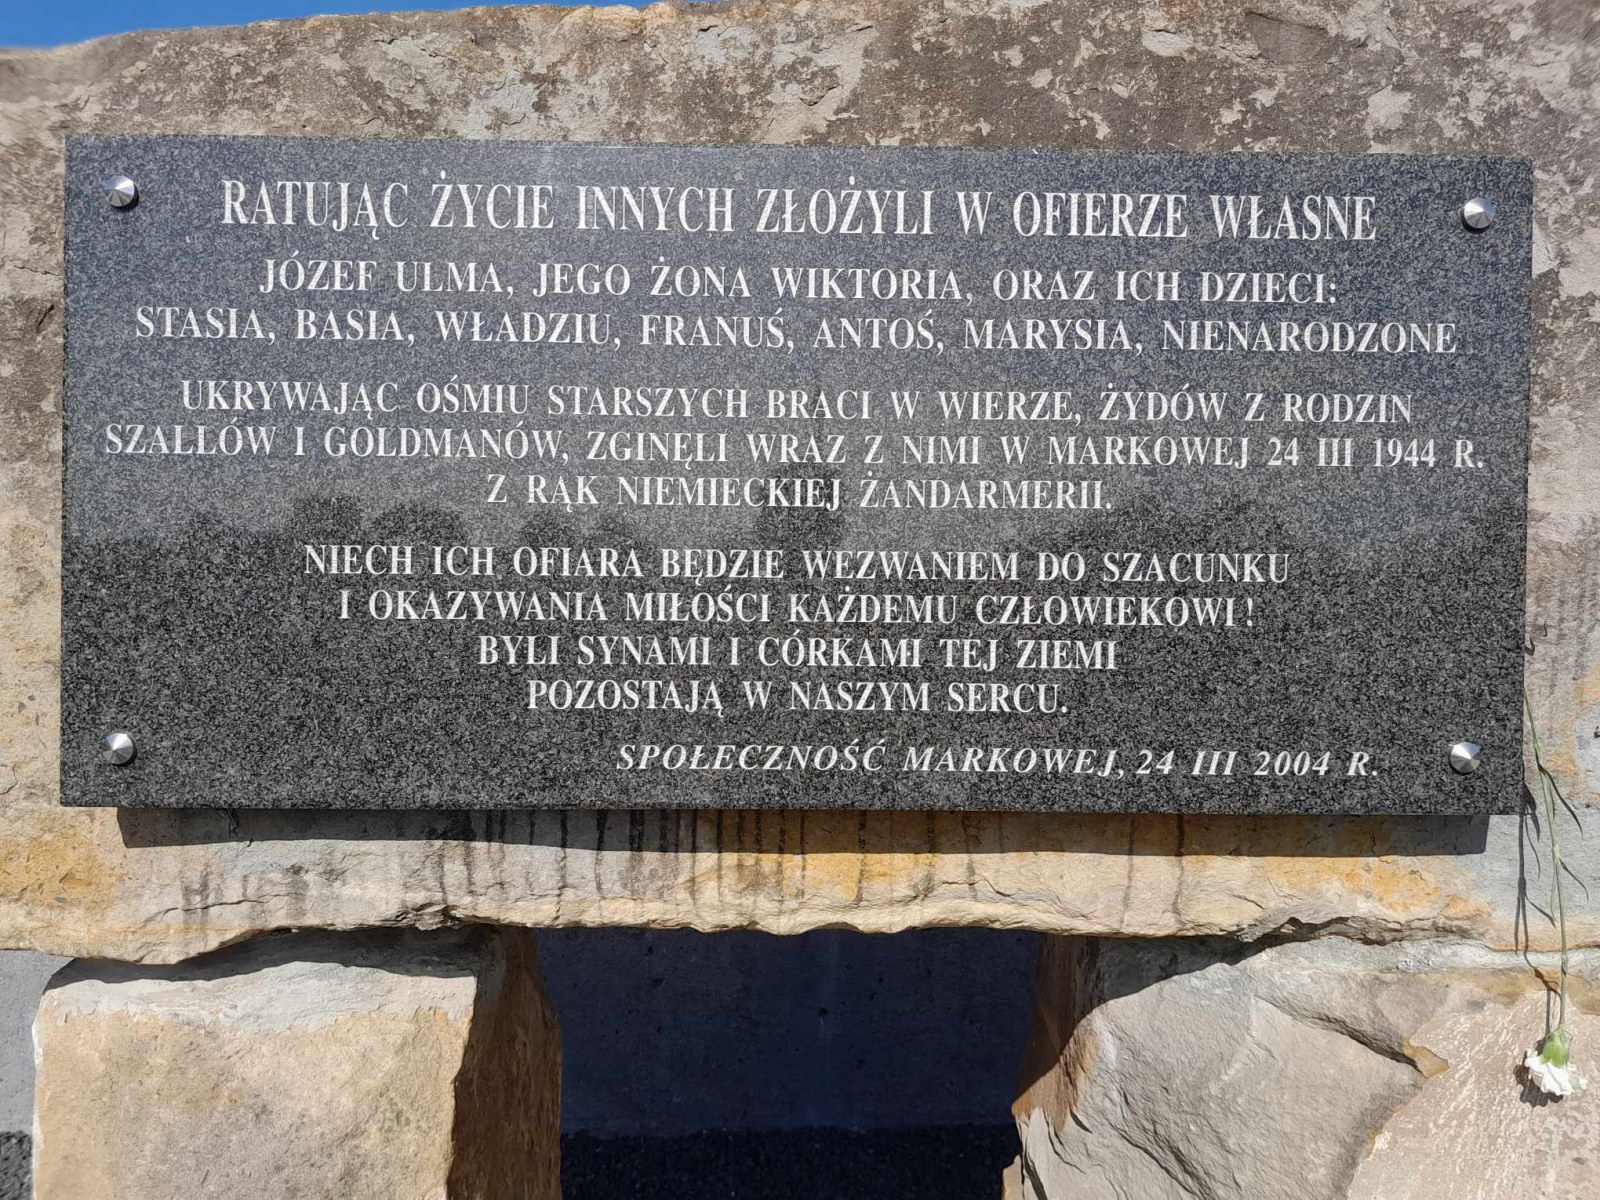 RATUJĄC ŻYCIE INNYCH ZŁOŻYLI W OFIERZE WŁASNE
JÓZEF ULMA, JEGO ŻONA WIKTORIA, ORAZ ICH DZIECI:
STASIA, BASIA, WŁADZIU, FRANUŚ, ANTOŚ, MARYSIA, NIENARODZONE
UKRYWAJĄC OŚMIU STARSZYCH BRACI W WIERZE, ŻYDÓW Z RODZIN
SZALLÓW I GOLDMANÓW, ZGINĘLI WRAZ Z NIMI W MARKOWEJ 24 III 1944 R.
Z RĄK NIEMIECKIEJ ŻANDARMERII.
NIECH ICH OFIARA BĘDZIE WEZWANIEM DO SZACUNKU
I OKAZYWANIA MIŁOŚCI KAŻDEMU CZŁOWIEKOWI!
BYLI SYNAMI I CÓRKAMI TEJ ZIEMI
POZOSTAJĄ W NASZYM SERCU.
SPOŁECZNOŚĆ MARKOWEJ, 24 III 2004 R.